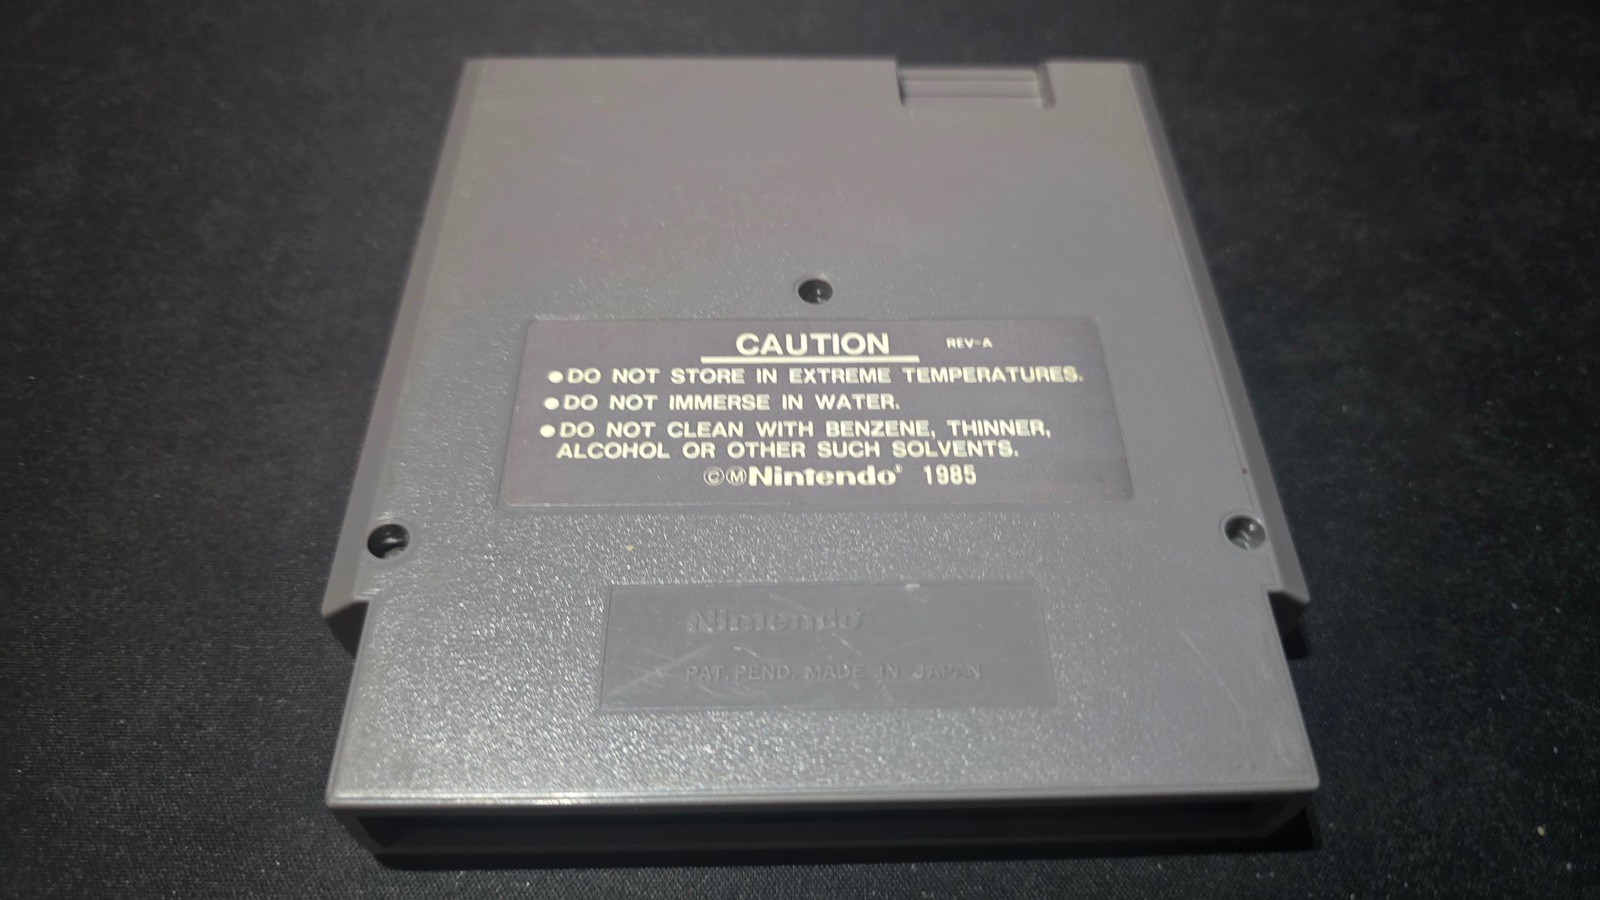 CAUTION REV-A
●DO NOT STORE IN EXTREME TEMPERATURES.
●DO NOT IMMERSE IN WATER.
●DO NOT CLEAN WITH BENZENE, THINNER,
ALCOHOL OR OTHER SUCH SOLVENTS.
©ⓂNintendo® 1985
Nintendo®
PAT. PEND. MADE IN JAPAN